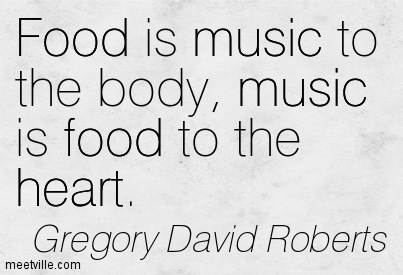 Food is music to
the body, music
is food to the
heart.
Gregory David Roberts
meetville.com